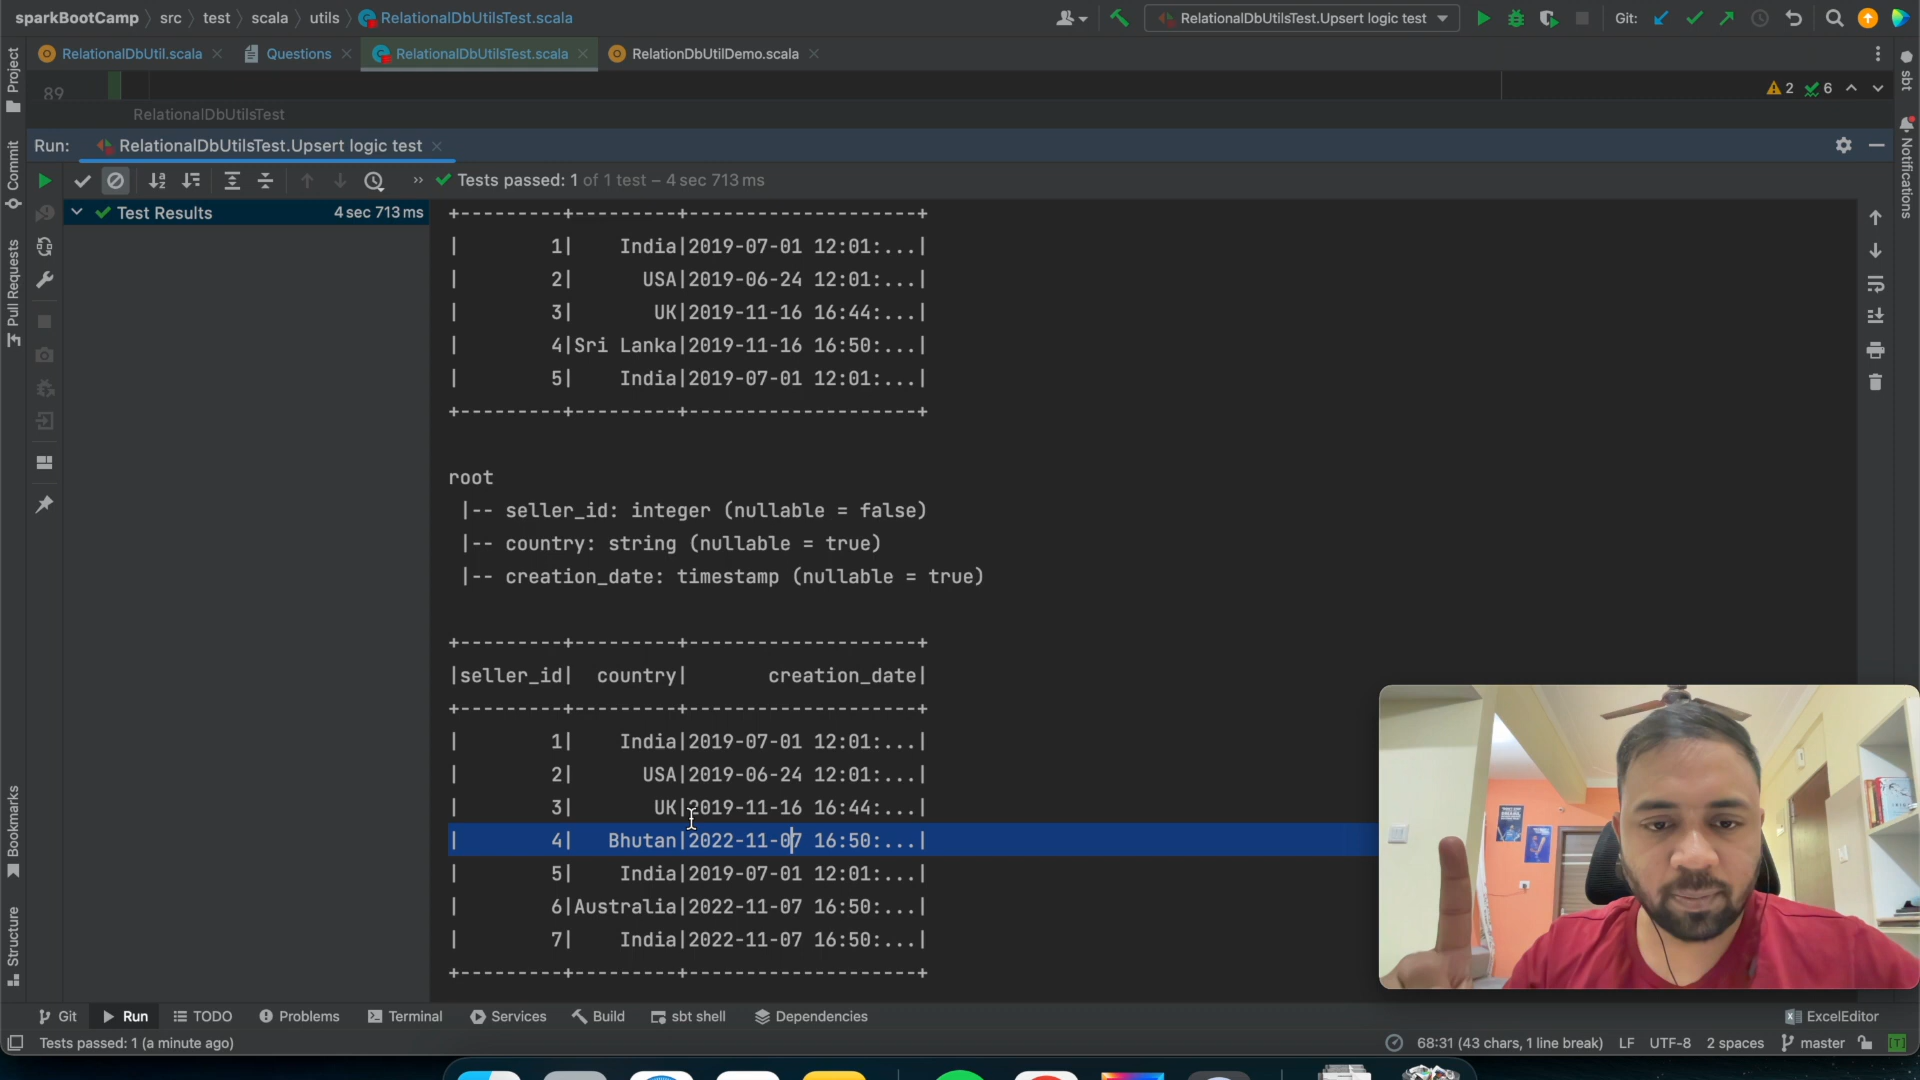 sparkBootCamp src test scala utils RelationalDbUtilsTest.scala RelationalDbUtilsTest.Upsert logic test Git:
RelationalDbUtil.scala Questions RelationalDbUtilsTest.scala RelationDbUtilDemo.scala
89 2 6
RelationalDbUtilsTest
Run: RelationalDbUtilsTest.Upsert logic test
Tests passed: 1 of 1 test – 4 sec 713 ms
Test Results 4 sec 713 ms
+---------+---------+--------------------+
| 1| India|2019-07-01 12:01:...|
| 2| USA|2019-06-24 12:01:...|
| 3| UK|2019-11-16 16:44:...|
| 4|Sri Lanka|2019-11-16 16:50:...|
| 5| India|2019-07-01 12:01:...|
+---------+---------+--------------------+
root
|-- seller_id: integer (nullable = false)
|-- country: string (nullable = true)
|-- creation_date: timestamp (nullable = true)
+---------+---------+--------------------+
|seller_id| country| creation_date|
+---------+---------+--------------------+
| 1| India|2019-07-01 12:01:...|
| 2| USA|2019-06-24 12:01:...|
| 3| UK|2019-11-16 16:44:...|
| 4| Bhutan|2022-11-07 16:50:...|
| 5| India|2019-07-01 12:01:...|
| 6|Australia|2022-11-07 16:50:...|
| 7| India|2022-11-07 16:50:...|
+---------+---------+--------------------+
Project
Commit
Pull Requests
Bookmarks
Structure
sbt
Notifications
Git Run TODO Problems Terminal Services Build sbt shell Dependencies ExcelEditor
Tests passed: 1 (a minute ago) 68:31 (43 chars, 1 line break) LF UTF-8 2 spaces master [T]